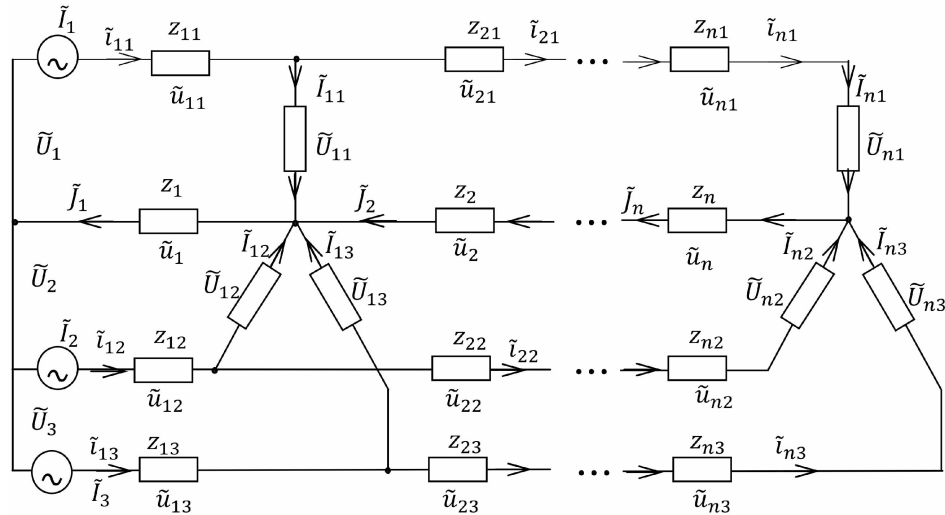 Ĩ₁ ĩ₁₁ z₁₁ z₂₁ ĩ₂₁ zₙ₁ ĩₙ₁
ũ₁₁ Ĩ₁₁ ũ₂₁ ... ũₙ₁ Ĩₙ₁
Ũ₁ Ũ₁₁ Ũₙ₁
J̃₁ z₁ J̃₂ z₂ J̃ₙ zₙ
ũ₁ Ĩ₁₂ Ĩ₁₃ ũ₂ ... ũₙ Ĩₙ₂ Ĩₙ₃
Ũ₂ Ũ₁₂ Ũ₁₃ Ũₙ₂ Ũₙ₃
Ĩ₂ ĩ₁₂ z₁₂ z₂₂ ĩ₂₂ zₙ₂
ũ₁₂ ũ₂₂ ... ũₙ₂
Ũ₃
ĩ₁₃ z₁₃ z₂₃ zₙ₃ ĩₙ₃
Ĩ₃ ũ₁₃ ũ₂₃ ... ũₙ₃